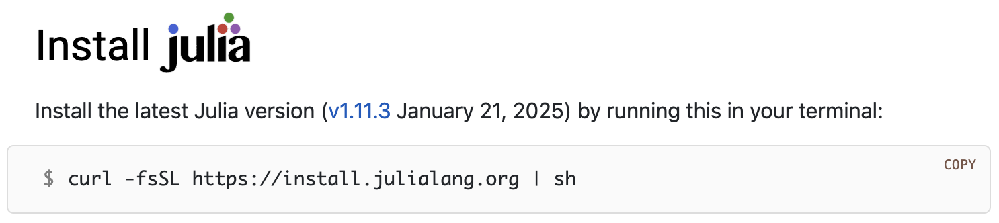 Install julia
Install the latest Julia version (v1.11.3 January 21, 2025) by running this in your terminal:
COPY
$ curl -fsSL https://install.julialang.org | sh